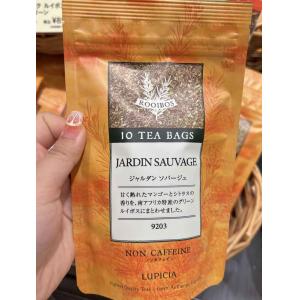 ROOIBOS
10 TEA BAGS
JARDIN SAUVAGE
ジャルダン ソバージュ
甘く熟れたマンゴーとシトラスの
香りを、南アフリカ特産のグリーン
ルイボスにまとわせました。
9203
NON CAFFEINE
ノンカフェイン
LUPICIA